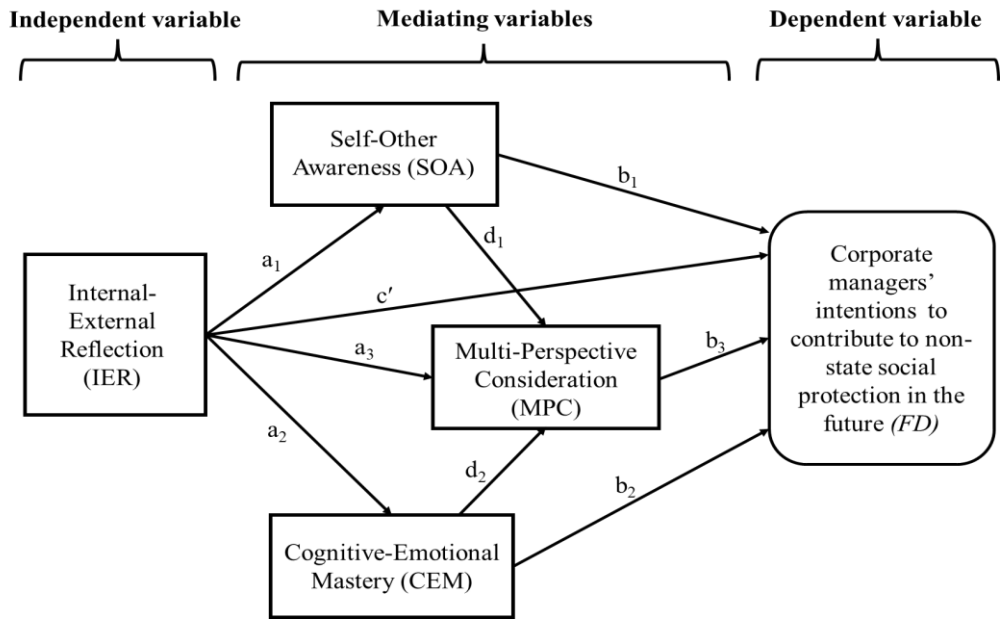 Independent variable
Mediating variables
Dependent variable
Self-Other
Awareness (SOA)
b₁
d₁
a₁
c′
Internal-
External
Reflection
(IER)
a₃
Multi-Perspective
Consideration
(MPC)
b₃
Corporate
managers’
intentions to
contribute to non-
state social
protection in the
future (FD)
a₂
d₂
b₂
Cognitive-Emotional
Mastery (CEM)